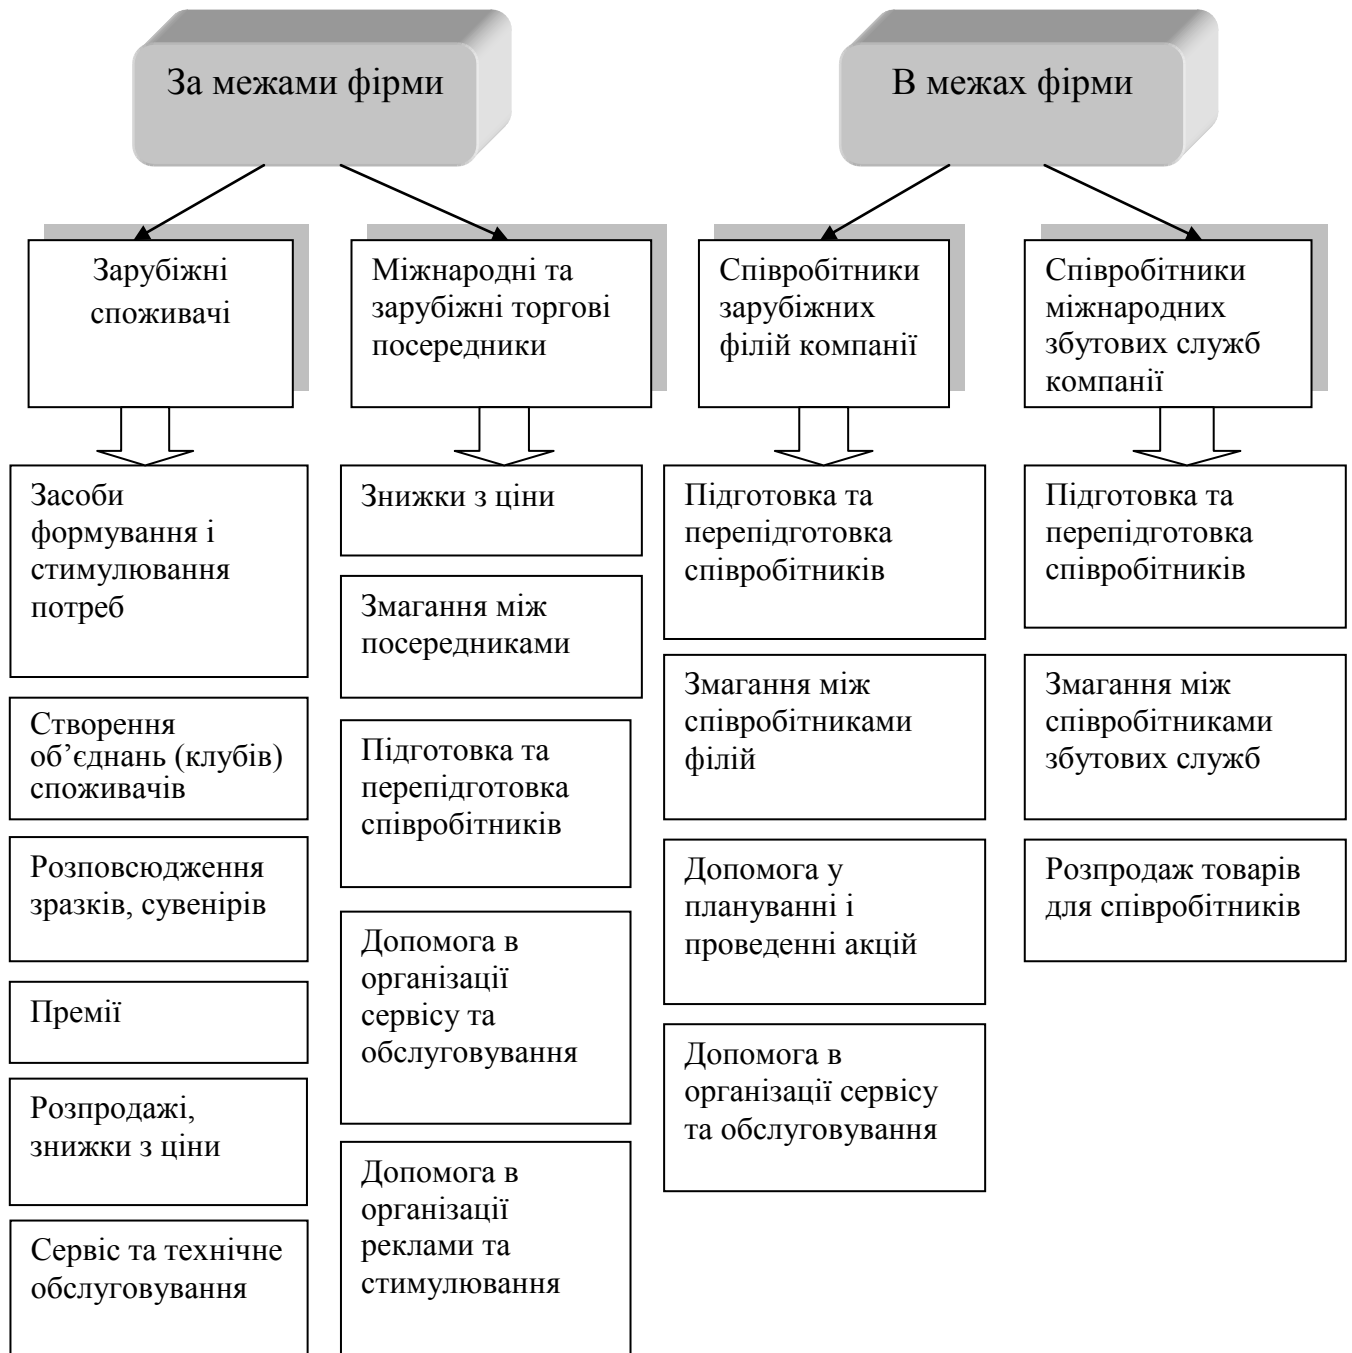 За межами фірми
В межах фірми
Зарубіжні
споживачі
Міжнародні та
зарубіжні торгові
посередники
Співробітники
зарубіжних
філій компанії
Співробітники
міжнародних
збутових служб
компанії
Засоби
формування і
стимулювання
потреб
Створення
об’єднань (клубів)
споживачів
Розповсюдження
зразків, сувенірів
Премії
Розпродажі,
знижки з ціни
Сервіс та технічне
обслуговування
Знижки з ціни
Змагання між
посередниками
Підготовка та
перепідготовка
співробітників
Допомога в
організації
сервісу та
обслуговування
Допомога в
організації
реклами та
стимулювання
Підготовка та
перепідготовка
співробітників
Змагання між
співробітниками
філій
Допомога у
плануванні і
проведенні акцій
Допомога в
організації сервісу
та обслуговування
Підготовка та
перепідготовка
співробітників
Змагання між
співробітниками
збутових служб
Розпродаж товарів
для співробітників